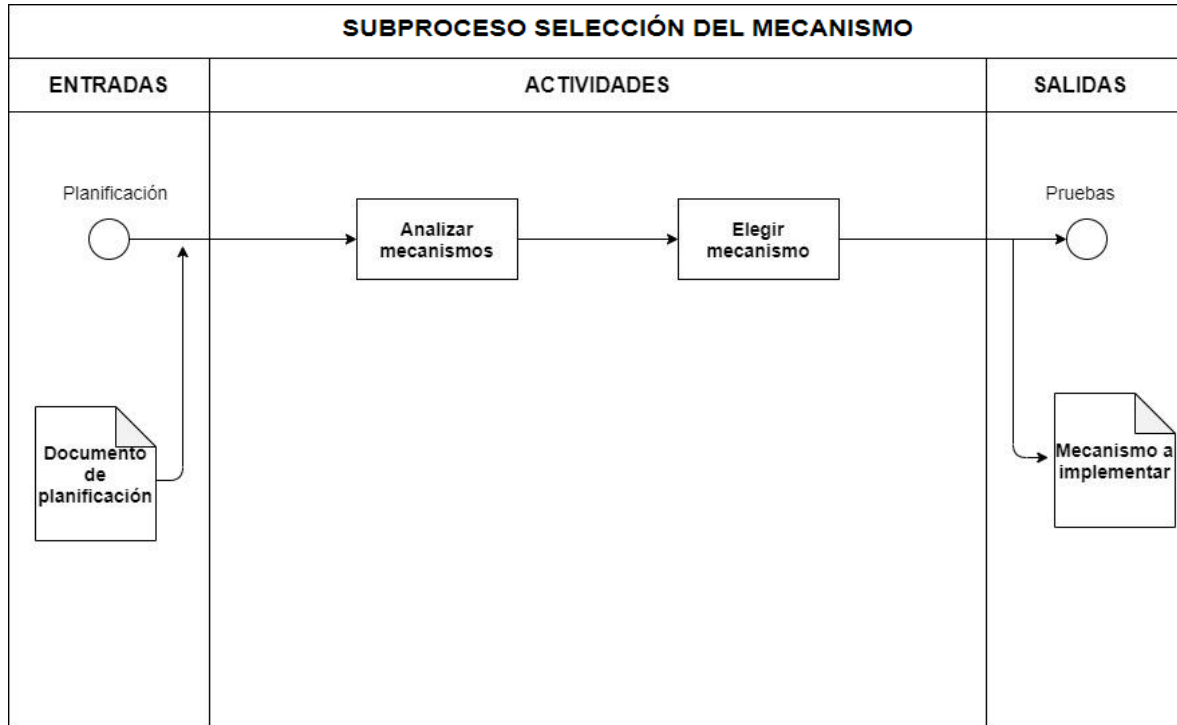 SUBPROCESO SELECCIÓN DEL MECANISMO
ENTRADAS
ACTIVIDADES
SALIDAS
Planificación
Analizar
mecanismos
Elegir
mecanismo
Pruebas
Documento
de
planificación
Mecanismo a
implementar